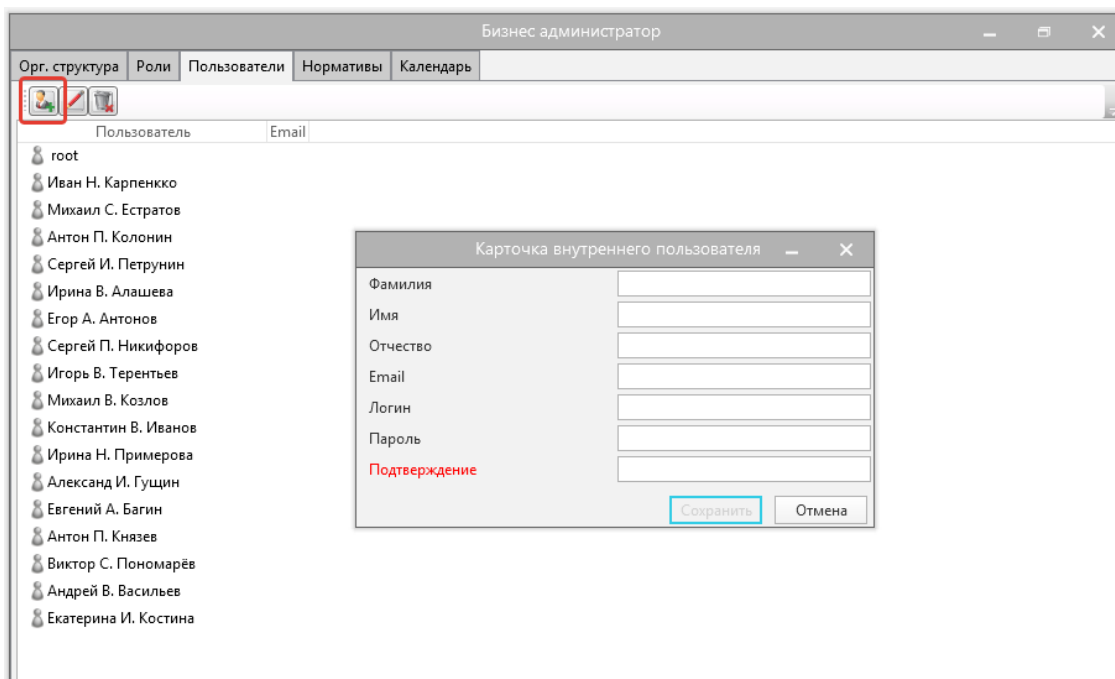 Бизнес администратор
Орг. структура Роли Пользователи Нормативы Календарь
Пользователь Email
root
Иван Н. Карпенкко
Михаил С. Естратов
Антон П. Колонин
Сергей И. Петрунин
Ирина В. Алашева
Егор А. Антонов
Сергей П. Никифоров
Игорь В. Терентьев
Михаил В. Козлов
Константин В. Иванов
Ирина Н. Примерова
Александ И. Гущин
Евгений А. Багин
Антон П. Князев
Виктор С. Пономарёв
Андрей В. Васильев
Екатерина И. Костина
Карточка внутреннего пользователя
Фамилия
Имя
Отчество
Email
Логин
Пароль
Подтверждение
Сохранить Отмена